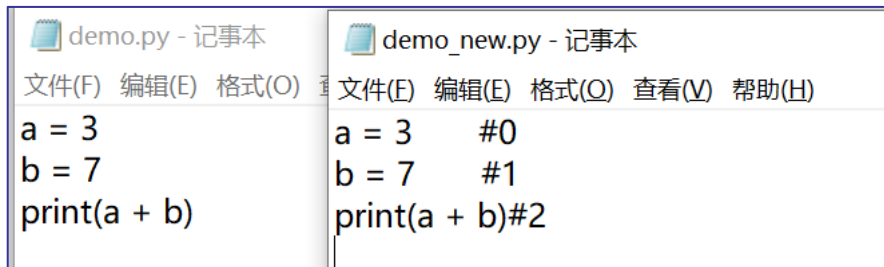 demo.py - 记事本
文件(F) 编辑(E) 格式(O)
a = 3
b = 7
print(a + b)
demo_new.py - 记事本
文件(F) 编辑(E) 格式(O) 查看(V) 帮助(H)
a = 3 #0
b = 7 #1
print(a + b)#2